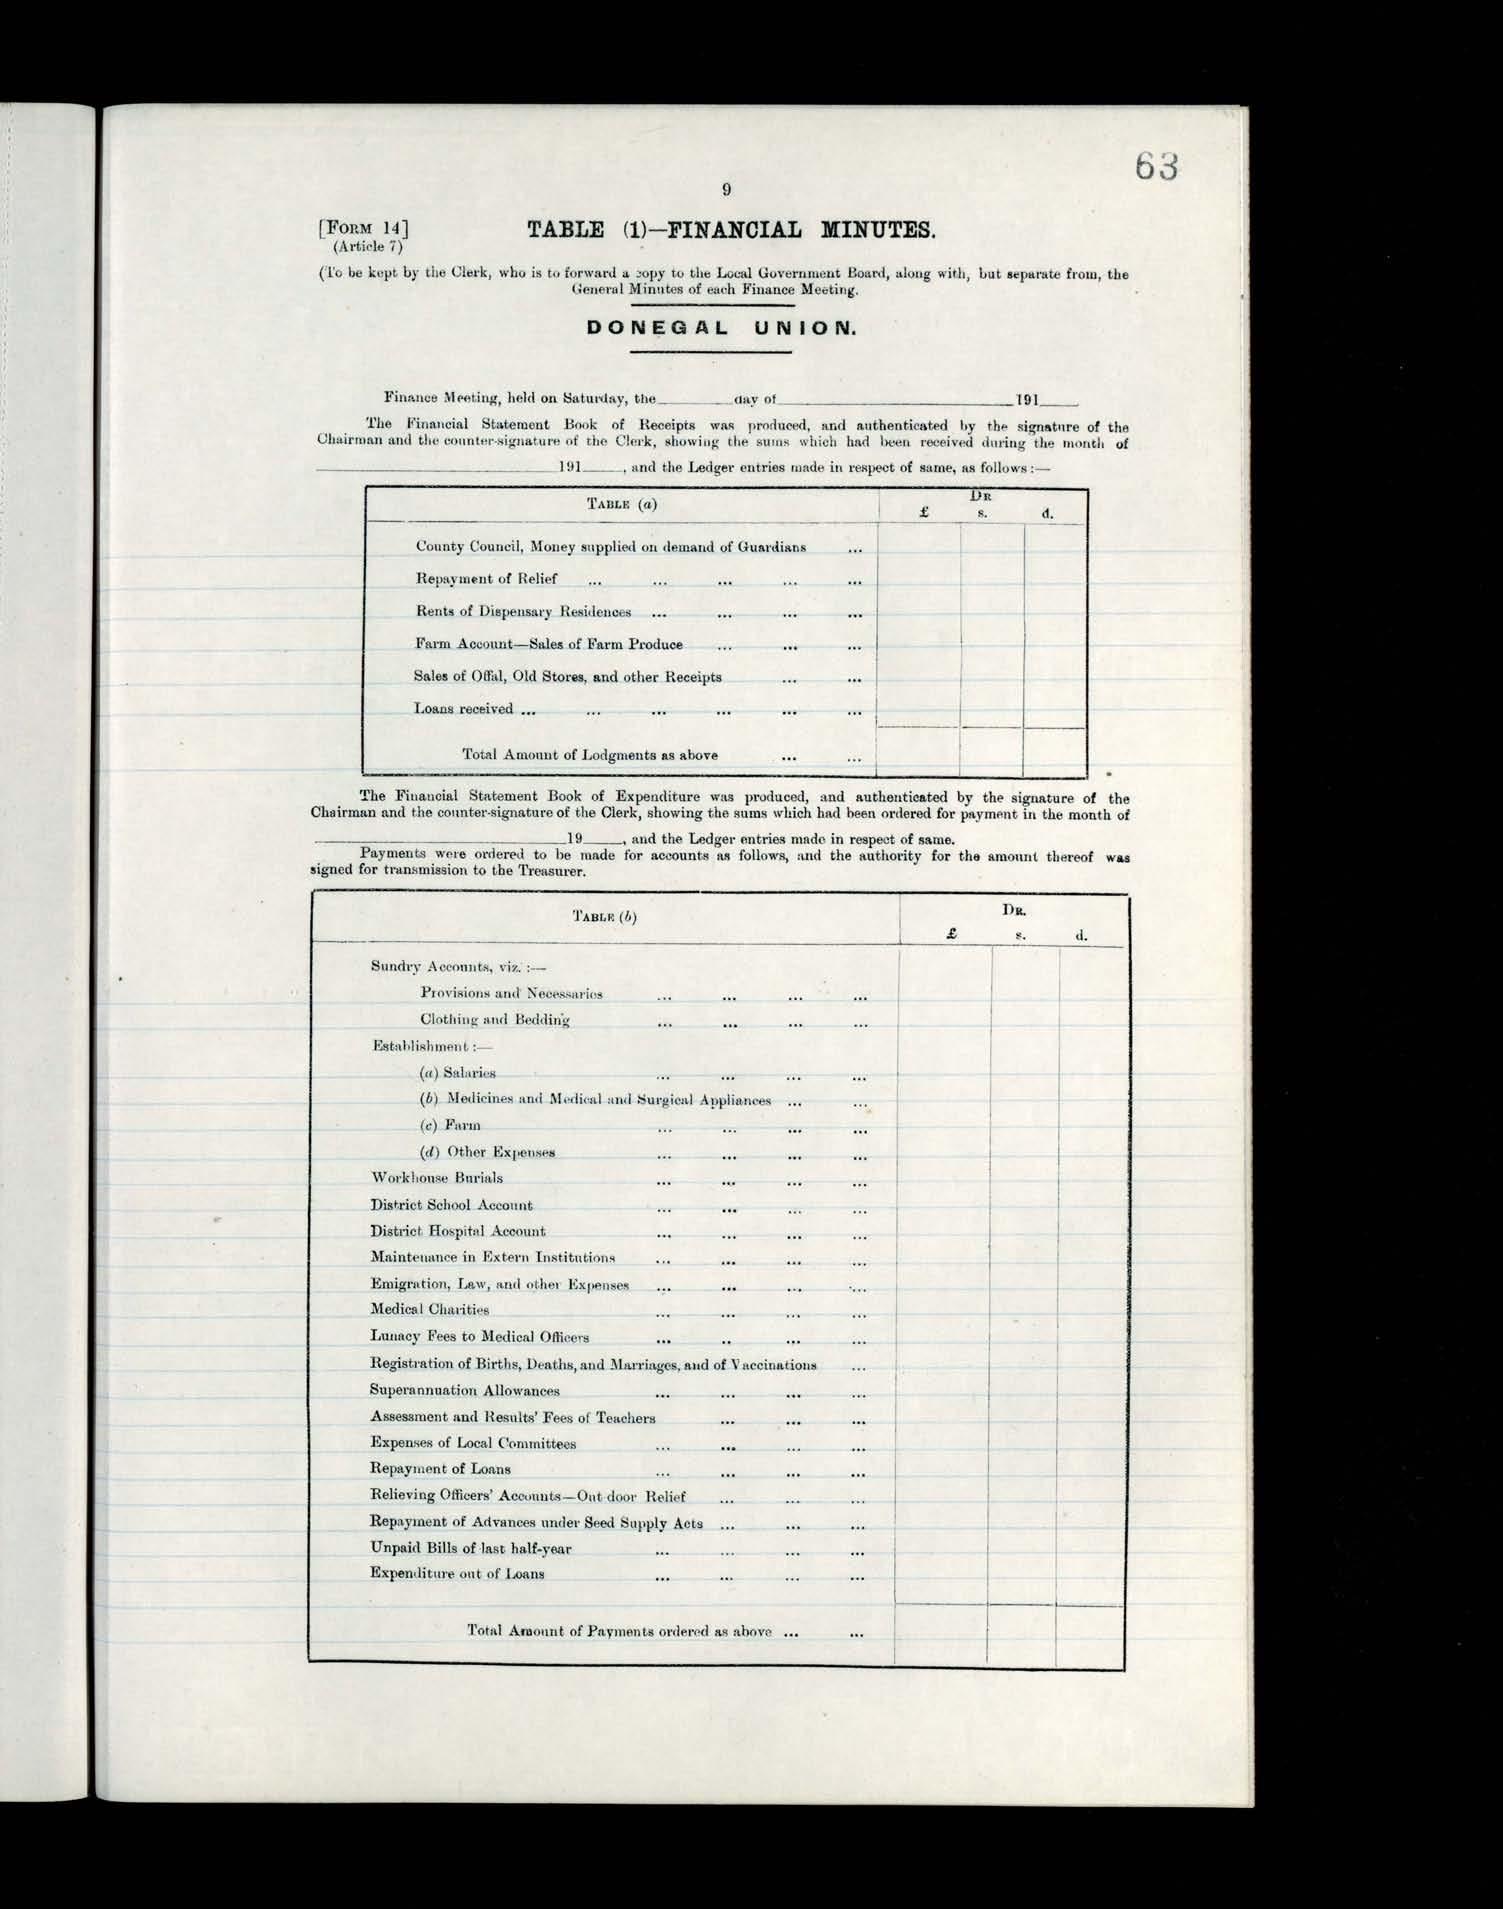 63
9
[FORM 14] TABLE (1)—FINANCIAL MINUTES.
(Article 7)
(To be kept by the Clerk, who is to forward a copy to the Local Government Board, along with, but separate from, the
General Minutes of each Finance Meeting.
DONEGAL UNION.
Finance Meeting, held on Saturday, the________day of________________________191____
The Financial Statement Book of Receipts was produced, and authenticated by the signature of the
Chairman and the counter-signature of the Clerk, showing the sums which had been received during the month of
________________________191____, and the Ledger entries made in respect of same, as follows:—
TABLE (a) DR
£ s. d.
County Council, Money supplied on demand of Guardians ...
Repayment of Relief ... ... ... ... ...
Rents of Dispensary Residences ... ... ... ...
Farm Account—Sales of Farm Produce ... ... ...
Sales of Offal, Old Stores, and other Receipts ... ...
Loans received ... ... ... ... ... ...
Total Amount of Lodgments as above ... ...
The Financial Statement Book of Expenditure was produced, and authenticated by the signature of the
Chairman and the counter-signature of the Clerk, showing the sums which had been ordered for payment in the month of
________________________19____, and the Ledger entries made in respect of same.
Payments were ordered to be made for accounts as follows, and the authority for the amount thereof was
signed for transmission to the Treasurer.
TABLE (b) DR.
£ s. d.
Sundry Accounts, viz. :—
Provisions and Necessaries ... ... ... ...
Clothing and Bedding ... ... ... ...
Establishment :—
(a) Salaries ... ... ... ...
(b) Medicines and Medical and Surgical Appliances ... ...
(c) Farm ... ... ... ...
(d) Other Expenses ... ... ... ...
Workhouse Burials ... ... ... ...
District School Account ... ... ... ...
District Hospital Account ... ... ... ...
Maintenance in Extern Institutions ... ... ... ...
Emigration, Law, and other Expenses ... ... ... ...
Medical Charities ... ... ... ...
Lunacy Fees to Medical Officers ... .. ... ...
Registration of Births, Deaths, and Marriages, and of Vaccinations ...
Superannuation Allowances ... ... ... ...
Assessment and Results' Fees of Teachers ... ... ...
Expenses of Local Committees ... ... ... ...
Repayment of Loans ... ... ... ...
Relieving Officers' Accounts—Out door Relief ... ... ...
Repayment of Advances under Seed Supply Acts ... ... ...
Unpaid Bills of last half-year ... ... ... ...
Expenditure out of Loans ... ... ... ...
Total Amount of Payments ordered as above ... ...